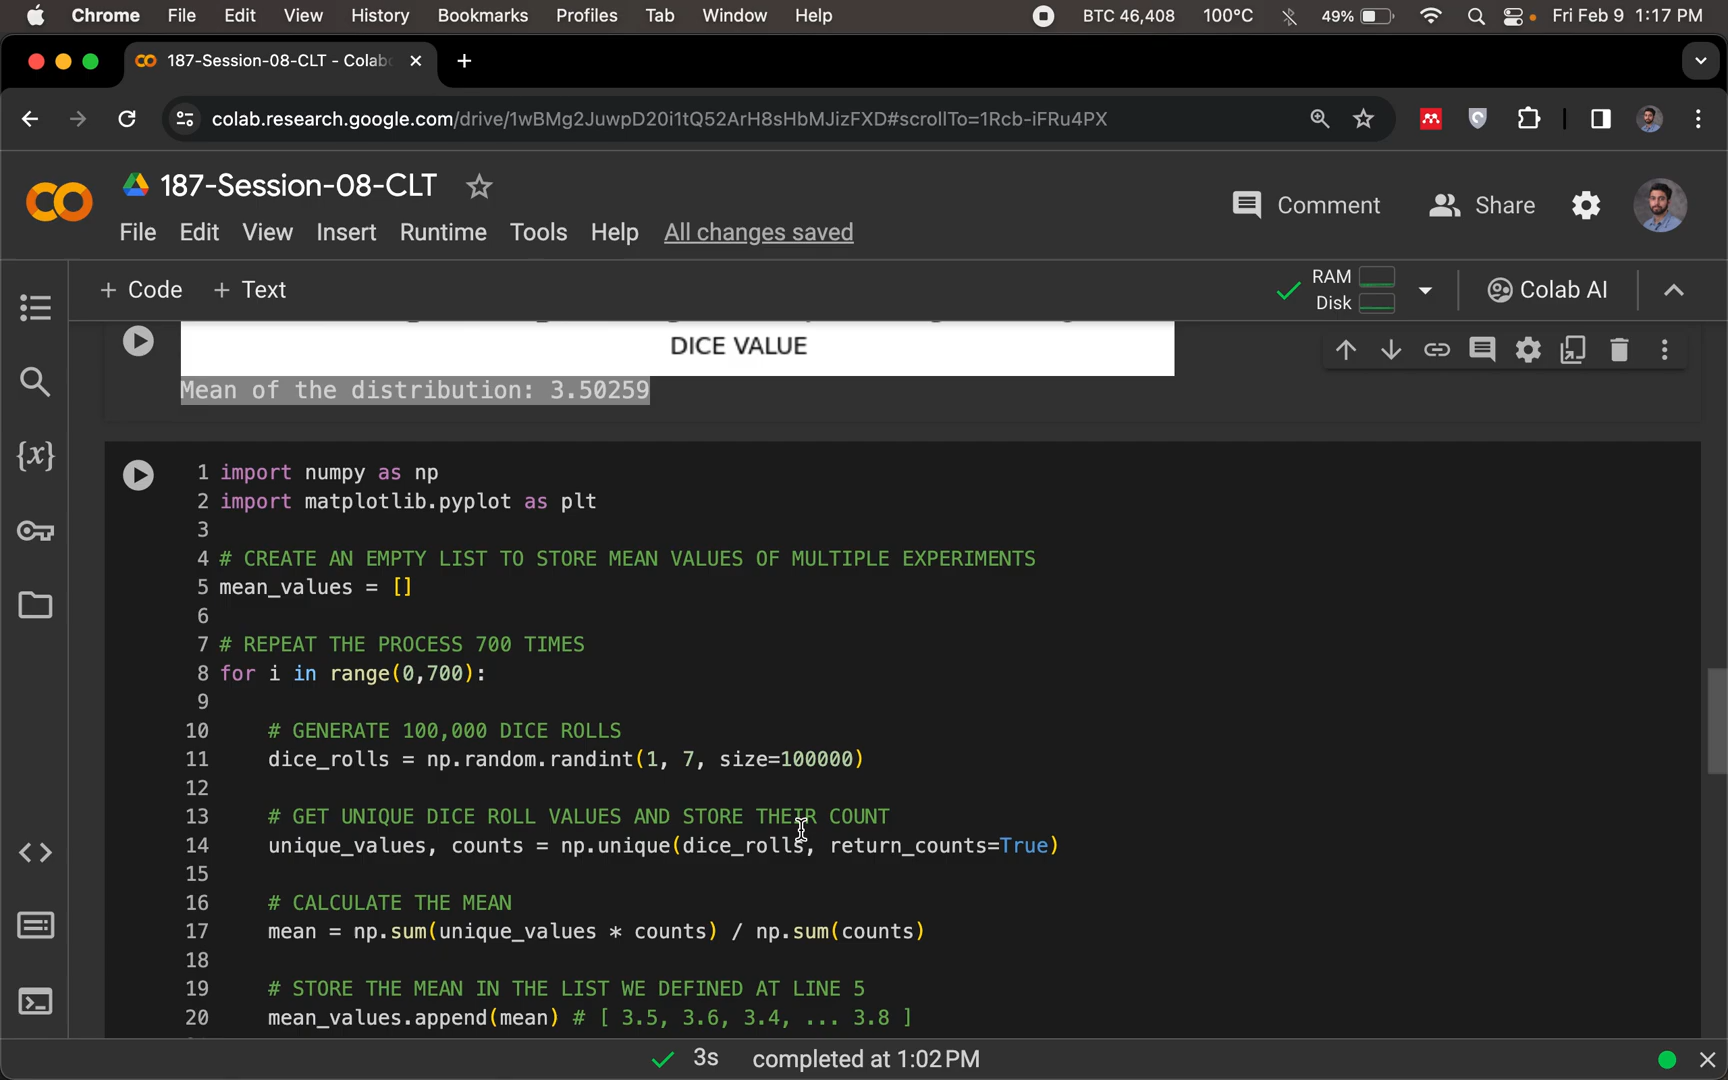 Chrome File Edit View History Bookmarks Profiles Tab Window Help BTC 46,408 100°C 49% Fri Feb 9 1:17 PM
187-Session-08-CLT - Colab
colab.research.google.com/drive/1wBMg2JuwpD20i1tQ52ArH8sHbMJizFXD#scrollTo=1Rcb-iFRu4PX
187-Session-08-CLT
Comment Share
File Edit View Insert Runtime Tools Help All changes saved
+ Code + Text
RAM
Disk
Colab AI
DICE VALUE
Mean of the distribution: 3.50259
{x}
1 import numpy as np
2 import matplotlib.pyplot as plt
3
4 # CREATE AN EMPTY LIST TO STORE MEAN VALUES OF MULTIPLE EXPERIMENTS
5 mean_values = []
6
7 # REPEAT THE PROCESS 700 TIMES
8 for i in range(0,700):
9
10     # GENERATE 100,000 DICE ROLLS
11     dice_rolls = np.random.randint(1, 7, size=100000)
12
13     # GET UNIQUE DICE ROLL VALUES AND STORE THEIR COUNT
14     unique_values, counts = np.unique(dice_rolls, return_counts=True)
15
16     # CALCULATE THE MEAN
17     mean = np.sum(unique_values * counts) / np.sum(counts)
18
19     # STORE THE MEAN IN THE LIST WE DEFINED AT LINE 5
20     mean_values.append(mean) # [ 3.5, 3.6, 3.4, ... 3.8 ]
3s completed at 1:02 PM